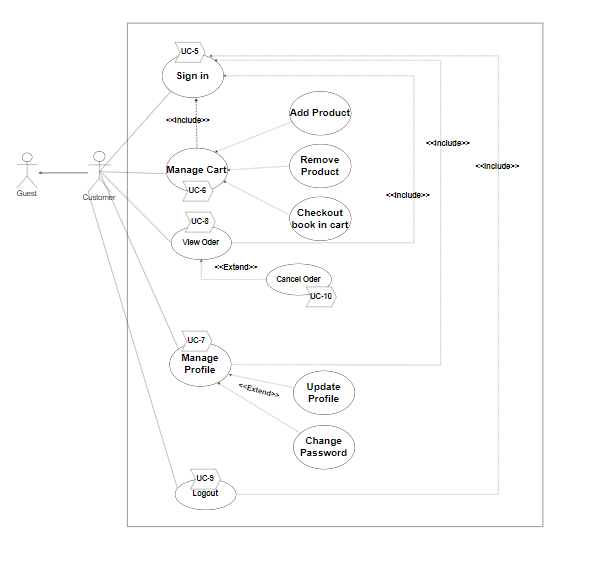 UC-5
Sign in
<<Include>>
Add Product
<<Include>>
Manage Cart
Remove
Product
<<Include>>
Guest
Customer
UC-6
<<Include>>
UC-8
Checkout
book in cart
View Oder
<<Extend>>
Cancel Oder
UC-10
UC-7
Manage
Profile
<<Extend>>
Update
Profile
Change
Password
UC-9
Logout